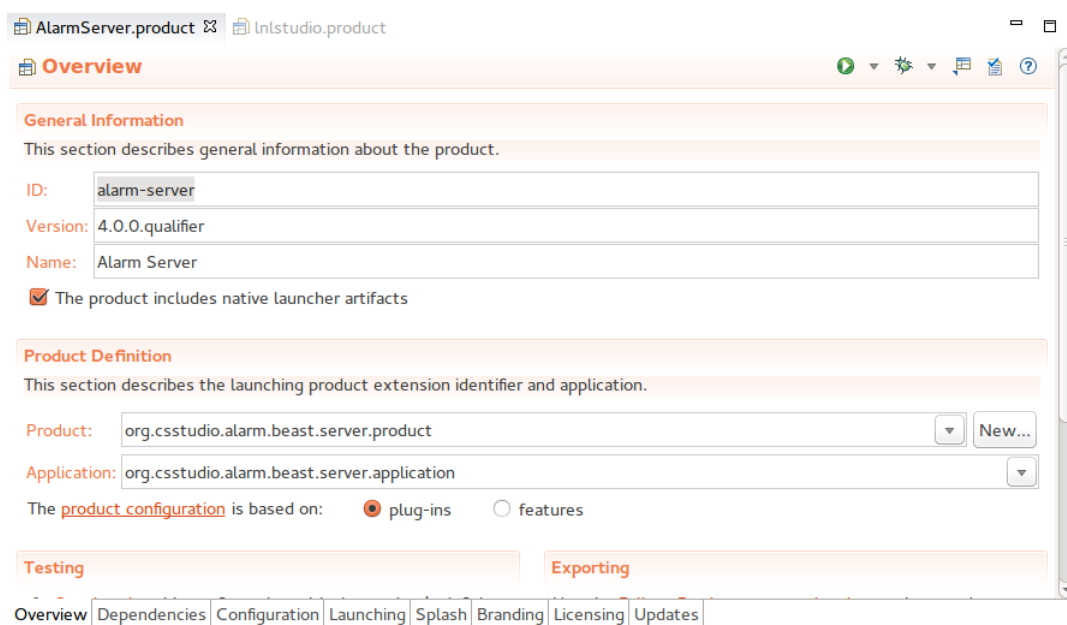 AlarmServer.product lnlstudio.product
Overview
General Information
This section describes general information about the product.
ID: alarm-server
Version: 4.0.0.qualifier
Name: Alarm Server
The product includes native launcher artifacts
Product Definition
This section describes the launching product extension identifier and application.
Product: org.csstudio.alarm.beast.server.product New...
Application: org.csstudio.alarm.beast.server.application
The product configuration is based on: plug-ins features
Testing Exporting
Overview Dependencies Configuration Launching Splash Branding Licensing Updates